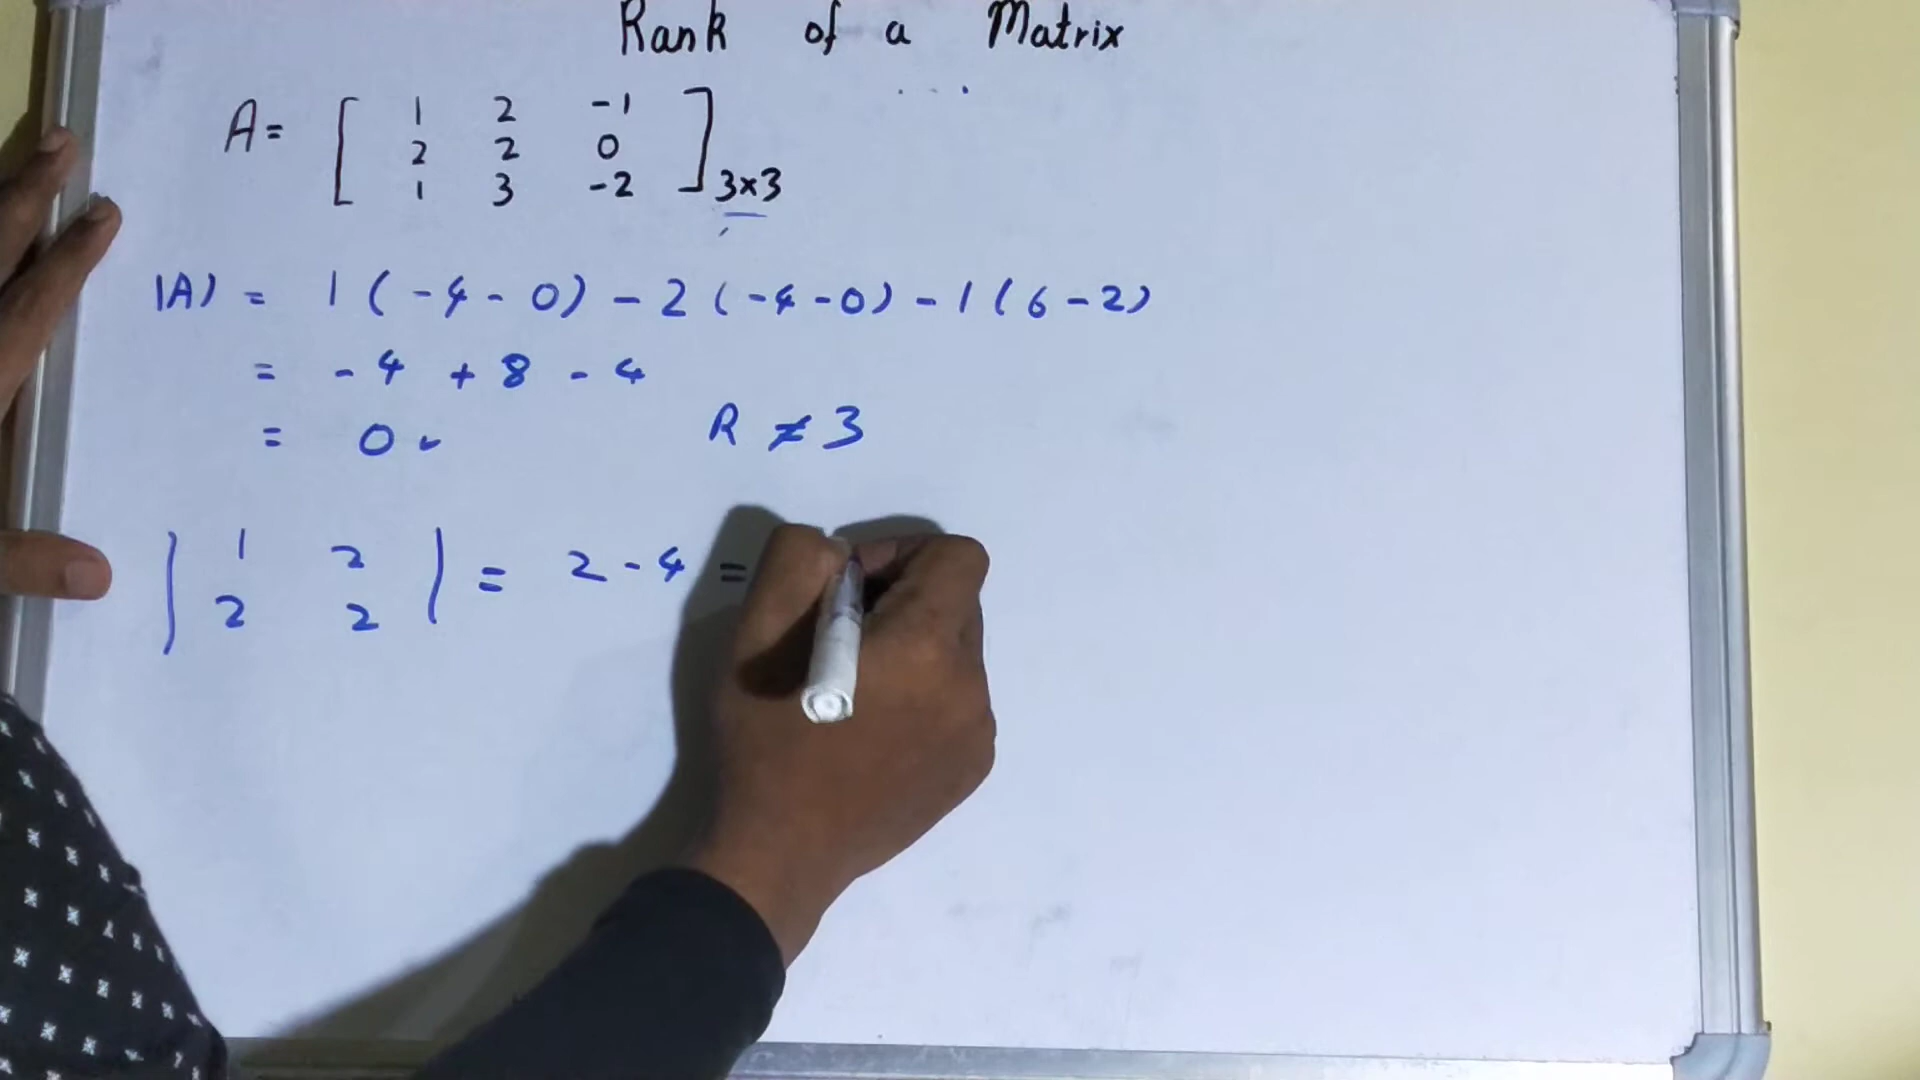 Rank of a Matrix
A = [ 1 2 -1
2 2 0
1 3 -2 ] 3×3
|A| = 1 ( -4 - 0 ) - 2 ( -4 - 0 ) - 1 ( 6 - 2 )
= -4 + 8 - 4
= 0 ✓ R ≠ 3
| 1 2
2 2 | = 2 - 4 =